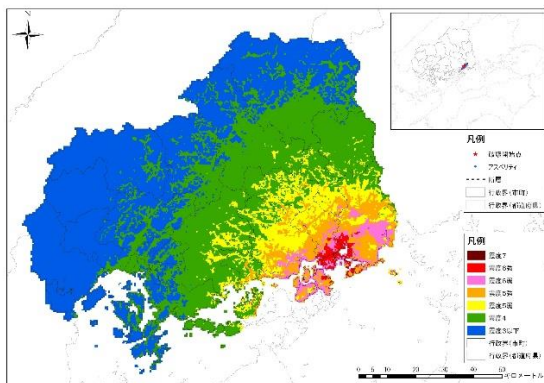 N
凡例
破壊開始点
アスペリティ
断層
行政界(市町)
行政界(都道府県)
凡例
震度7
震度6強
震度6弱
震度5強
震度5弱
震度4
震度3以下
行政界(市町)
行政界(都道府県)
0 5 10 20 30 40 50
キロメートル